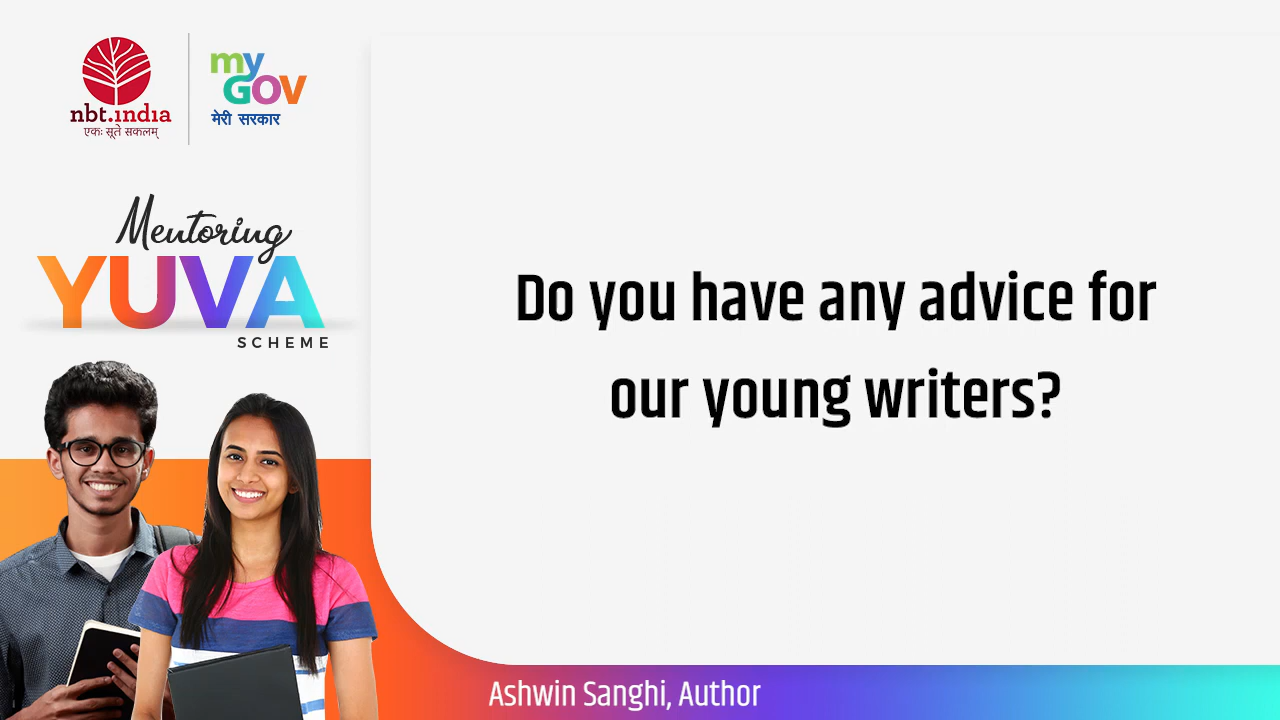 nbt.india
एकः सूते सकलम्
my
GOV
मेरी सरकार
Mentoring
YUVA
SCHEME
Do you have any advice for
our young writers?
Ashwin Sanghi, Author